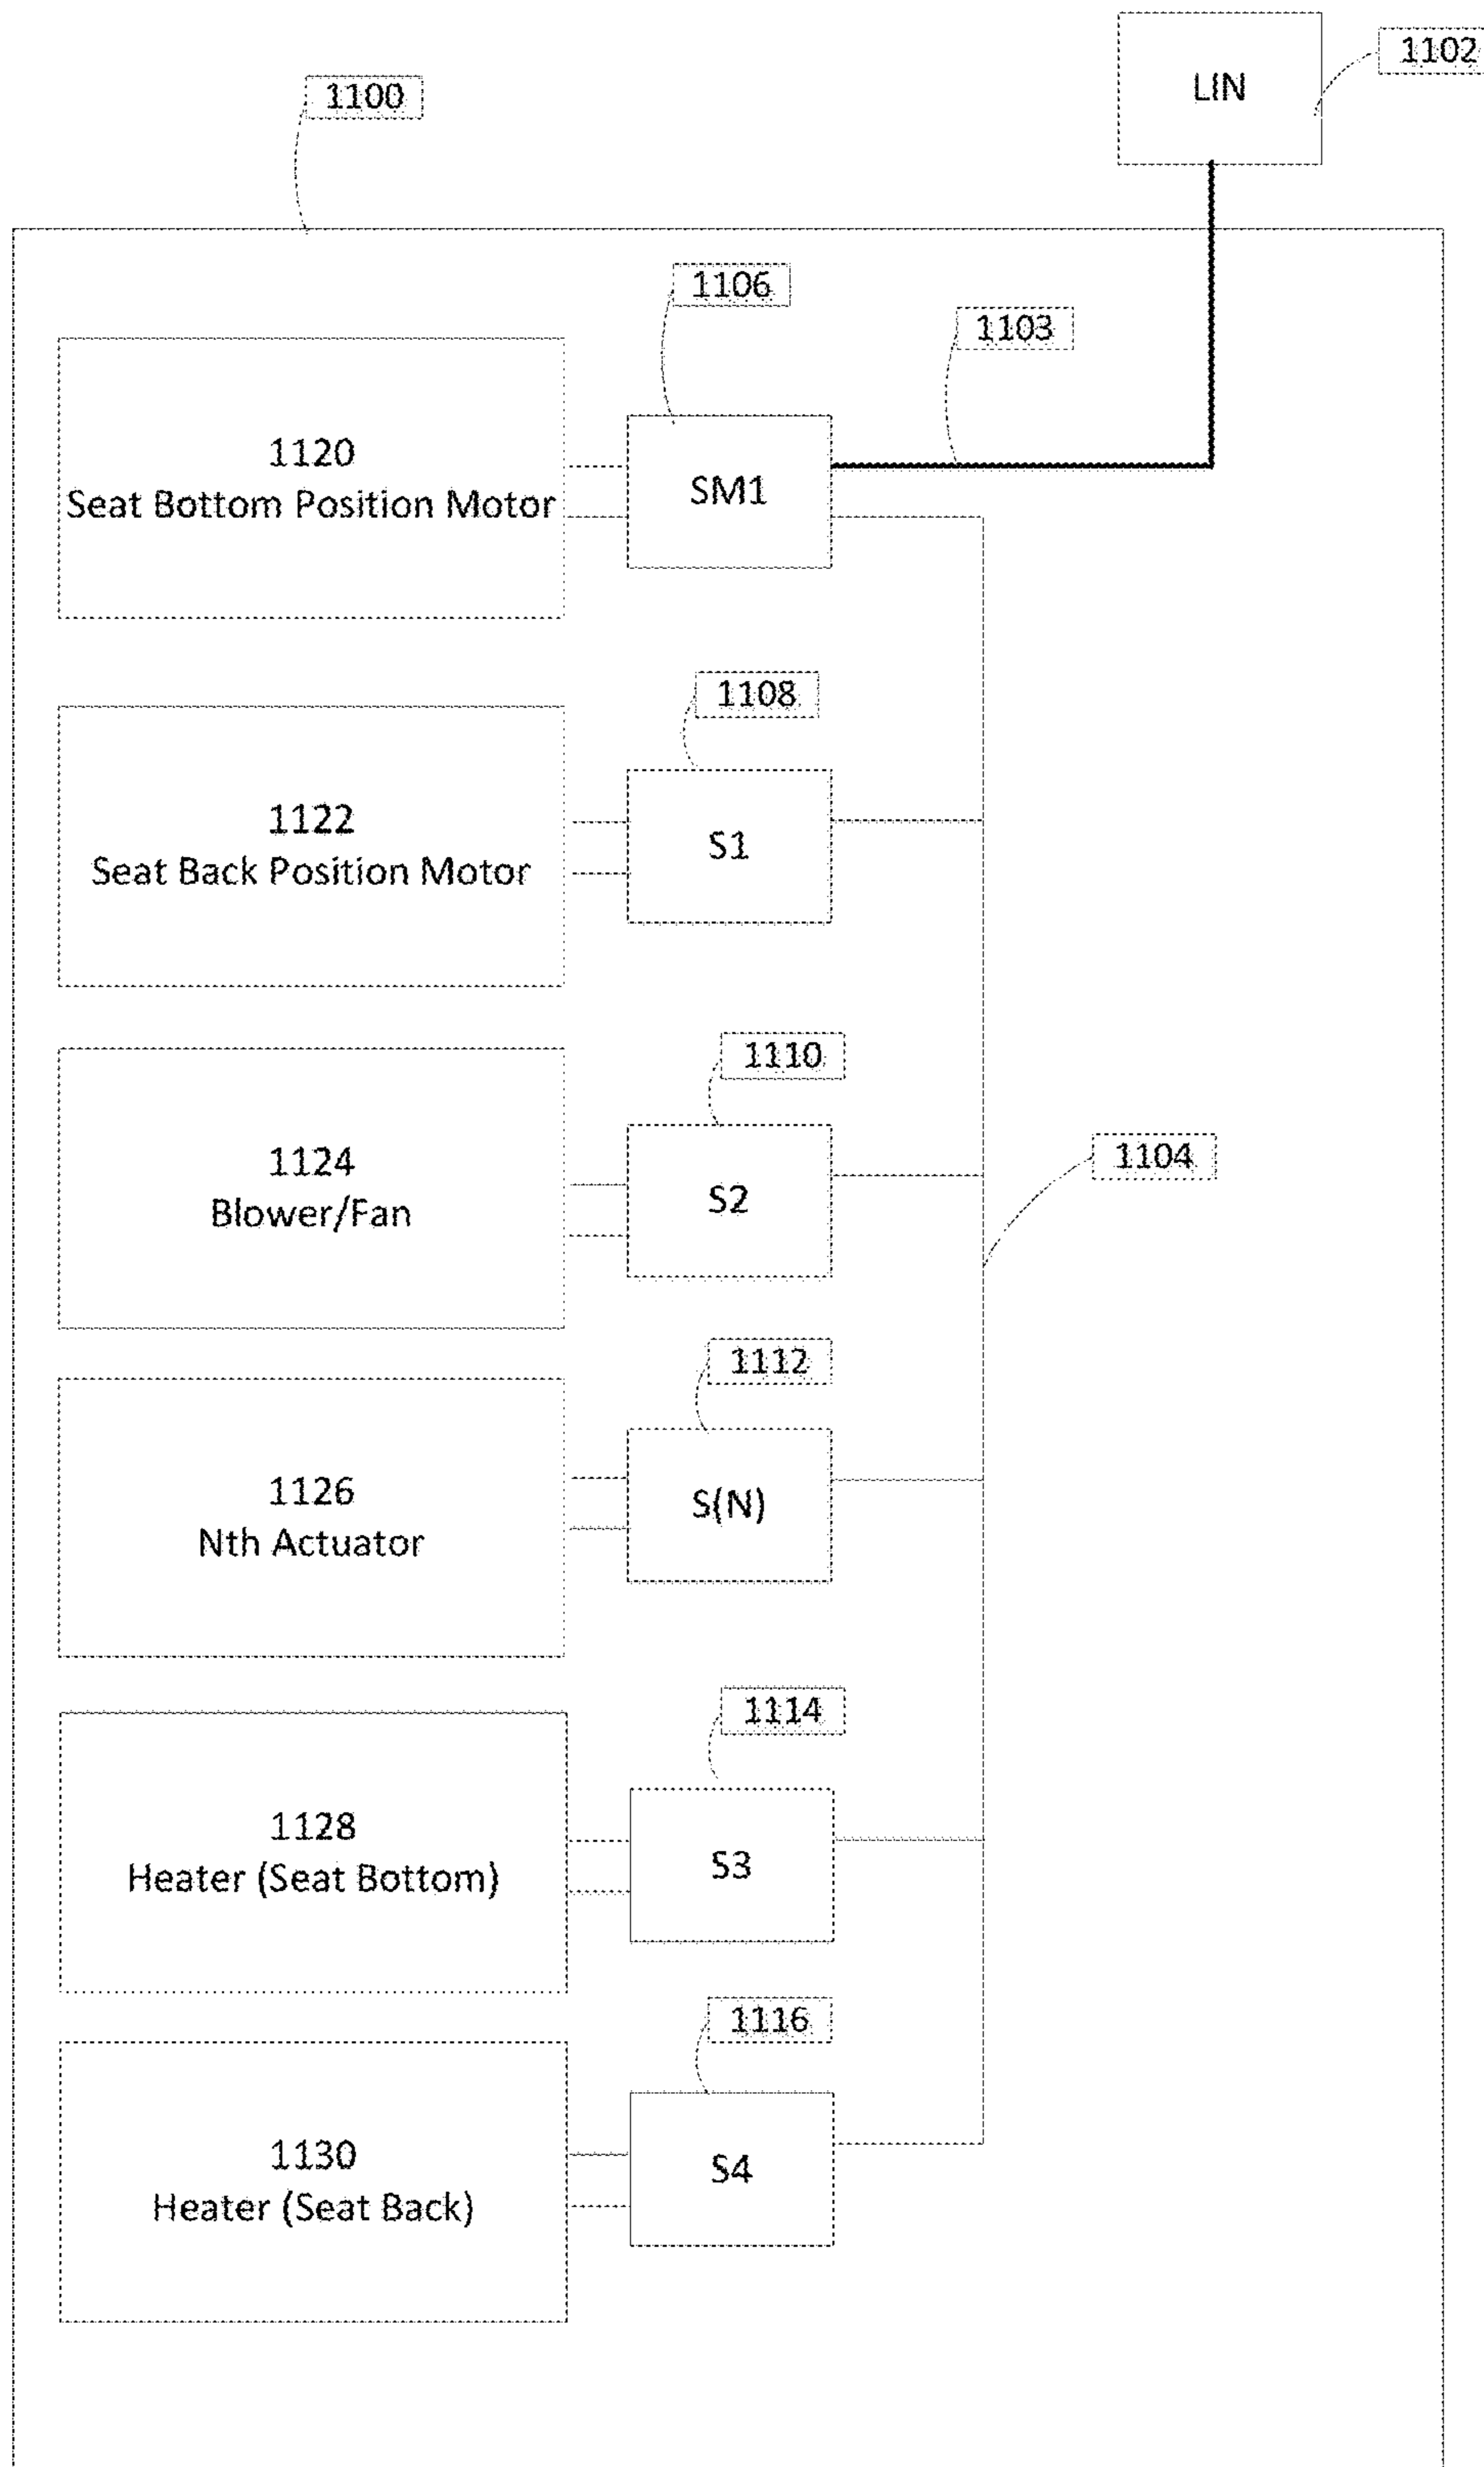 LIN
1102
1100
1106
1103
1120
Seat Bottom Position Motor
SM1
1108
1122
Seat Back Position Motor
S1
1110
1124
Blower/Fan
S2
1104
1112
1126
Nth Actuator
S(N)
1114
1128
Heater (Seat Bottom)
S3
1116
1130
Heater (Seat Back)
S4